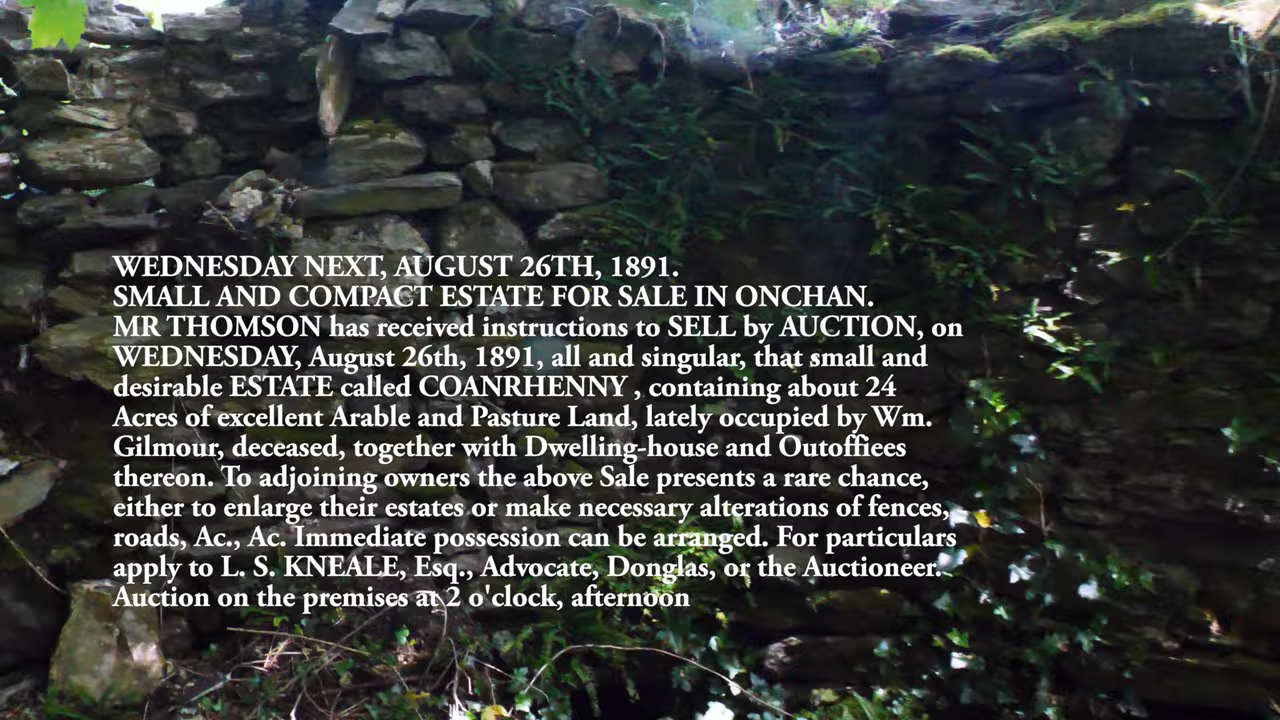 WEDNESDAY NEXT, AUGUST 26TH, 1891.
SMALL AND COMPACT ESTATE FOR SALE IN ONCHAN.
MR THOMSON has received instructions to SELL by AUCTION, on
WEDNESDAY, August 26th, 1891, all and singular, that small and
desirable ESTATE called COANRHENNY , containing about 24
Acres of excellent Arable and Pasture Land, lately occupied by Wm.
Gilmour, deceased, together with Dwelling-house and Outoffiees
thereon. To adjoining owners the above Sale presents a rare chance,
either to enlarge their estates or make necessary alterations of fences,
roads, Ac., Ac. Immediate possession can be arranged. For particulars
apply to L. S. KNEALE, Esq., Advocate, Donglas, or the Auctioneer.
Auction on the premises at 2 o'clock, afternoon